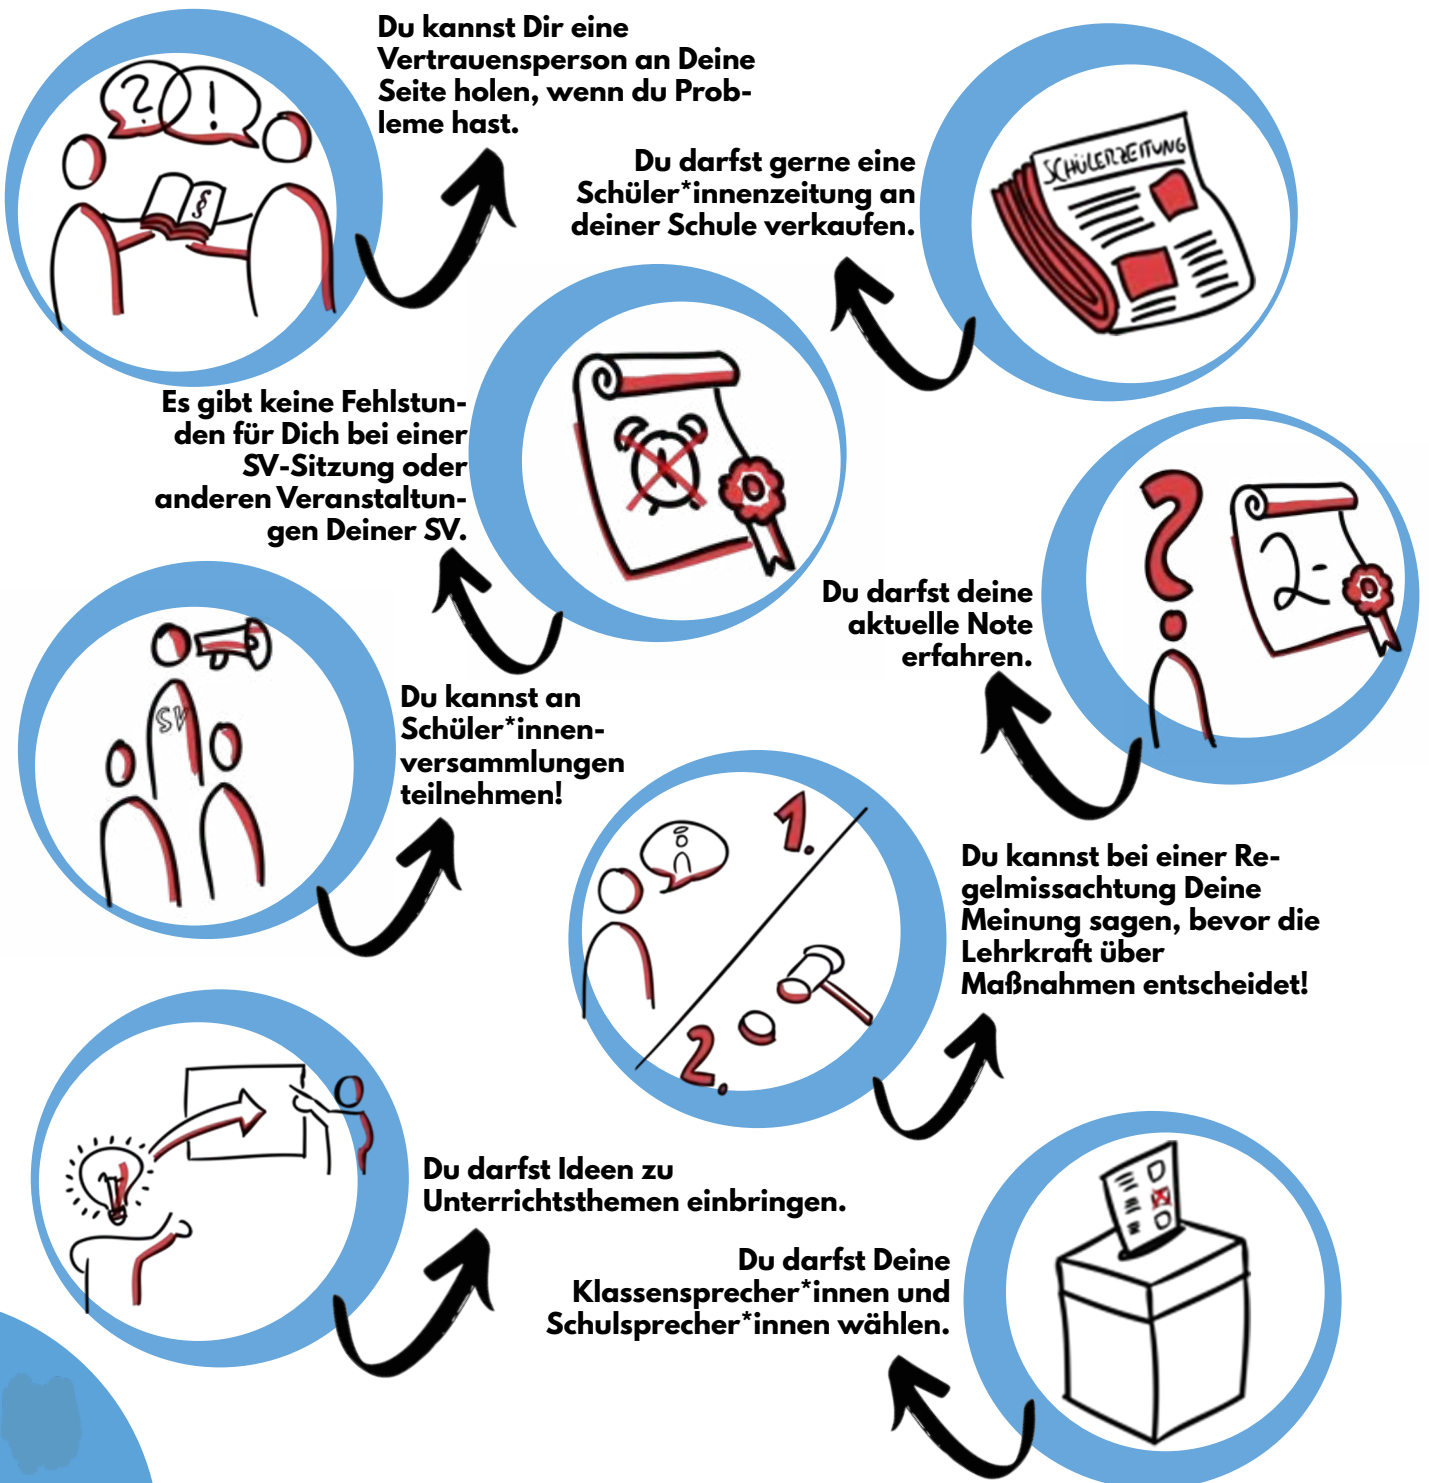 Du kannst Dir eine
Vertrauensperson an Deine
Seite holen, wenn du Prob-
leme hast.
?
!
§
Du darfst gerne eine
Schüler*innenzeitung an
deiner Schule verkaufen.
SCHÜLERZEITUNG
Es gibt keine Fehlstun-
den für Dich bei einer
SV-Sitzung oder
anderen Veranstaltun-
gen Deiner SV.
Du darfst deine
aktuelle Note
erfahren.
?
2-
SV
Du kannst an
Schüler*innen-
versammlungen
teilnehmen!
1.
2.
Du kannst bei einer Re-
gelmissachtung Deine
Meinung sagen, bevor die
Lehrkraft über
Maßnahmen entscheidet!
Du darfst Ideen zu
Unterrichtsthemen einbringen.
Du darfst Deine
Klassensprecher*innen und
Schulsprecher*innen wählen.